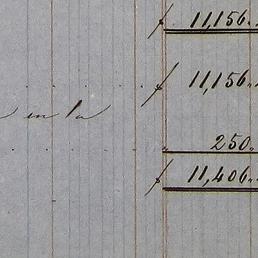 $ 11,156.
$ 11,156.
en la
250.
$ 11,406.